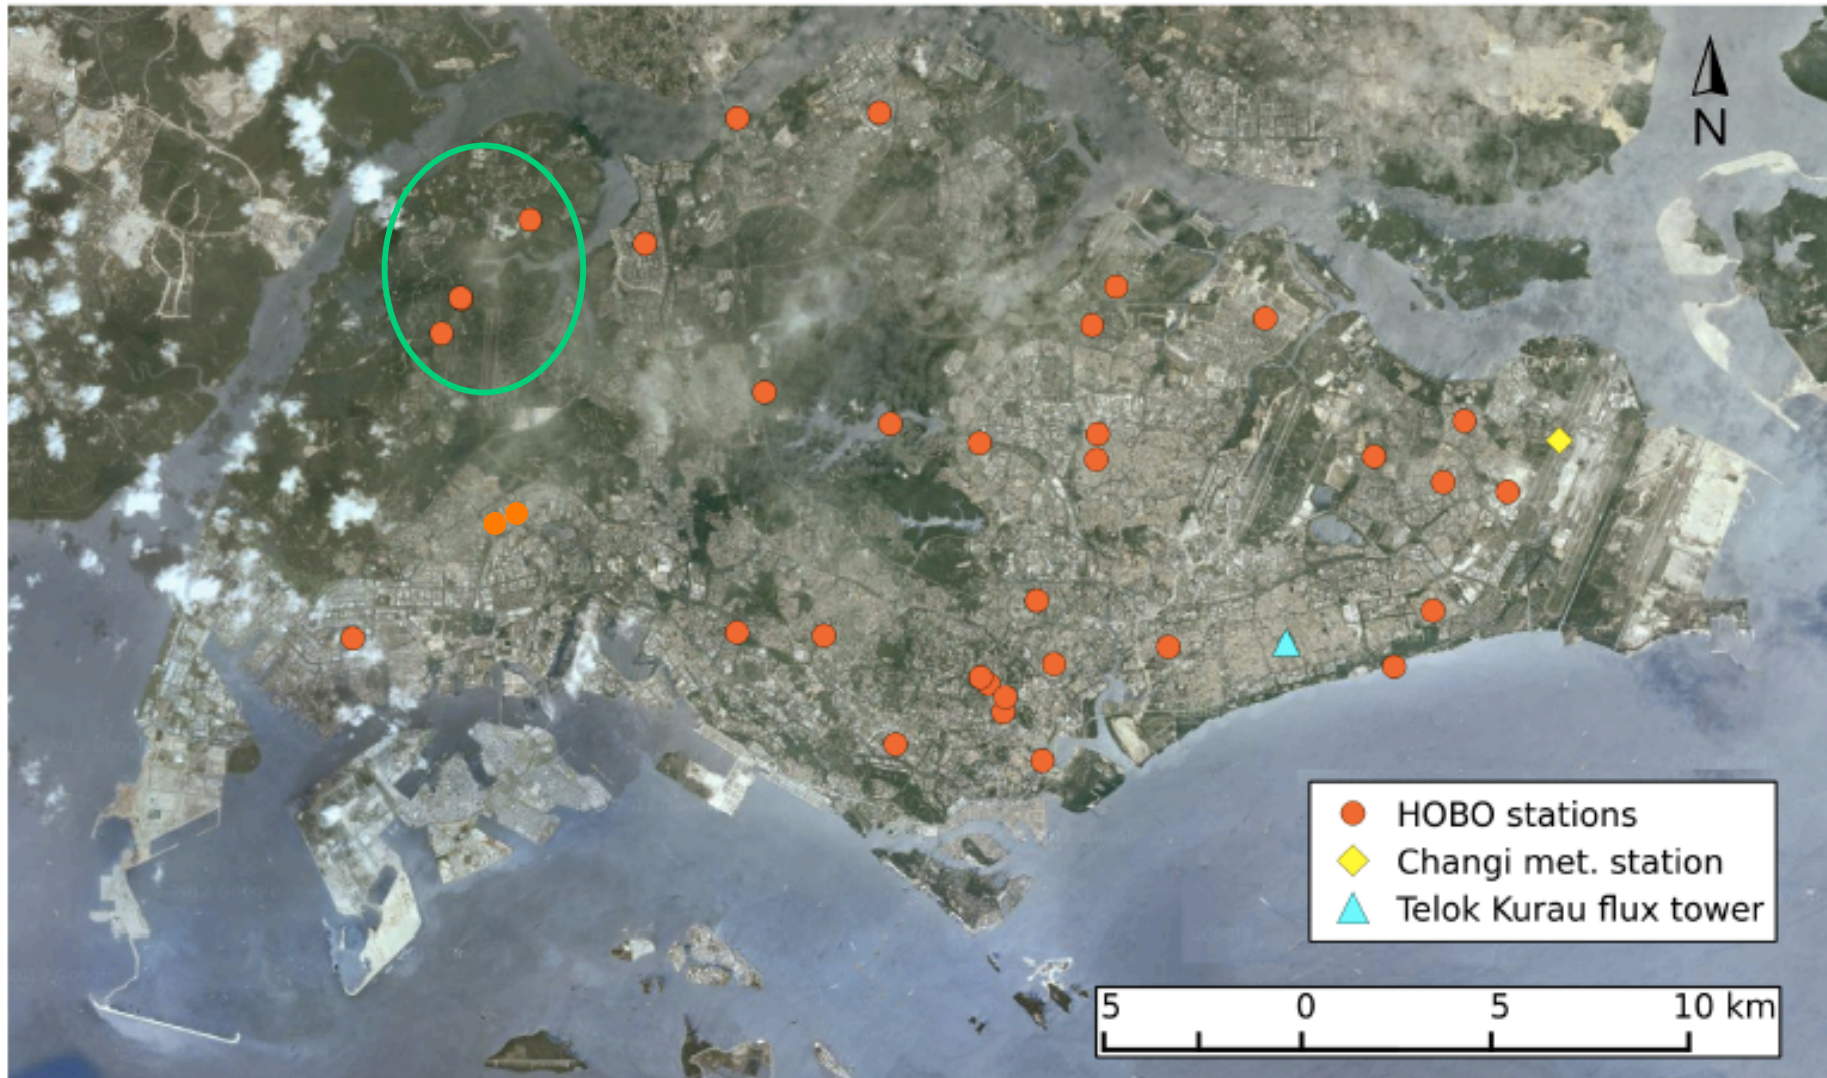 N
HOBO stations
Changi met. station
Telok Kurau flux tower
5 0 5 10 km